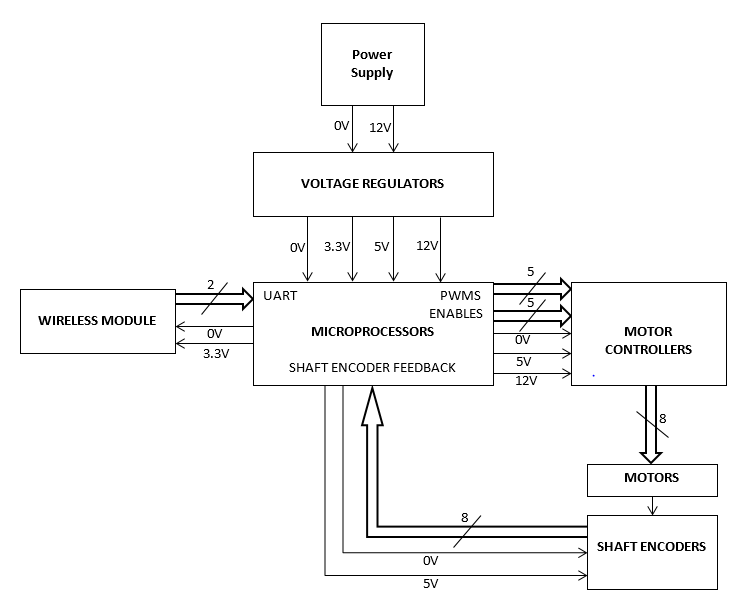 Power
Supply
0V
12V
VOLTAGE REGULATORS
0V
3.3V
5V
12V
2
UART
PWMS
ENABLES
5
5
WIRELESS MODULE
MICROPROCESSORS
MOTOR
CONTROLLERS
0V
3.3V
0V
5V
12V
SHAFT ENCODER FEEDBACK
8
MOTORS
8
SHAFT ENCODERS
0V
5V